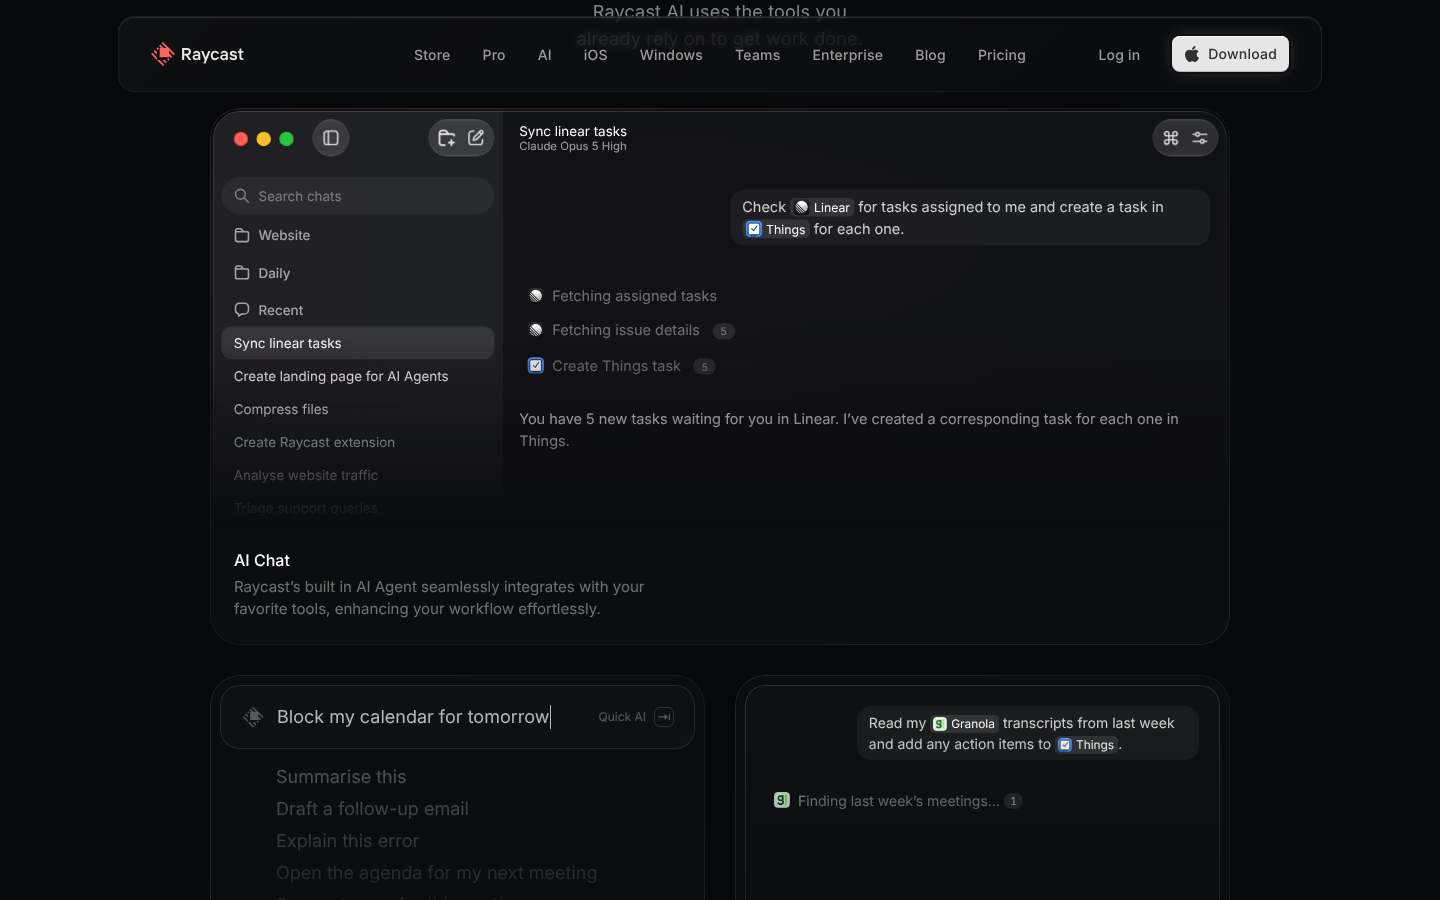 Raycast AI uses the tools you
already rely on to get work done.
Raycast
Store
Pro
AI
iOS
Windows
Teams
Enterprise
Blog
Pricing
Log in
Download
Search chats
Website
Daily
Recent
Sync linear tasks
Create landing page for AI Agents
Compress files
Create Raycast extension
Analyse website traffic
Triage support queries
Sync linear tasks
Claude Opus 5 High
Check Linear for tasks assigned to me and create a task in
Things for each one.
Fetching assigned tasks
Fetching issue details 5
Create Things task 5
You have 5 new tasks waiting for you in Linear. I’ve created a corresponding task for each one in
Things.
AI Chat
Raycast’s built in AI Agent seamlessly integrates with your
favorite tools, enhancing your workflow effortlessly.
Block my calendar for tomorrow
Quick AI
Summarise this
Draft a follow-up email
Explain this error
Open the agenda for my next meeting
Read my Granola transcripts from last week
and add any action items to Things.
Finding last week’s meetings... 1